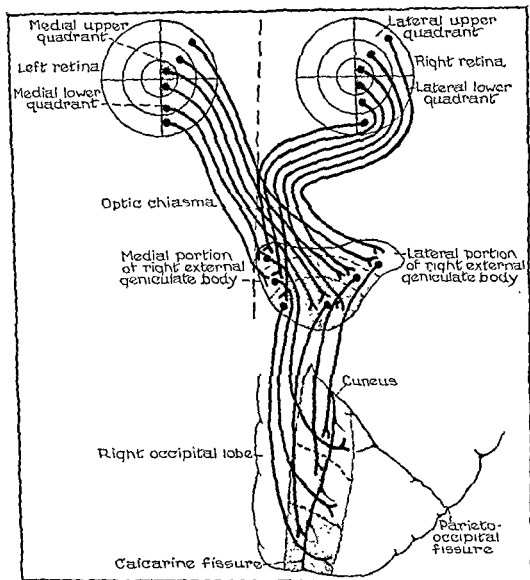 Medial upper
quadrant
Left retina
Medial lower
quadrant
Lateral upper
quadrant
Right retina
Lateral lower
quadrant
Optic chiasma
Medial portion
of right external
geniculate body
Lateral portion
of right external
geniculate body
Cuneus
Right occipital lobe
Parieto-
occipital
fissure
Calcarine fissure